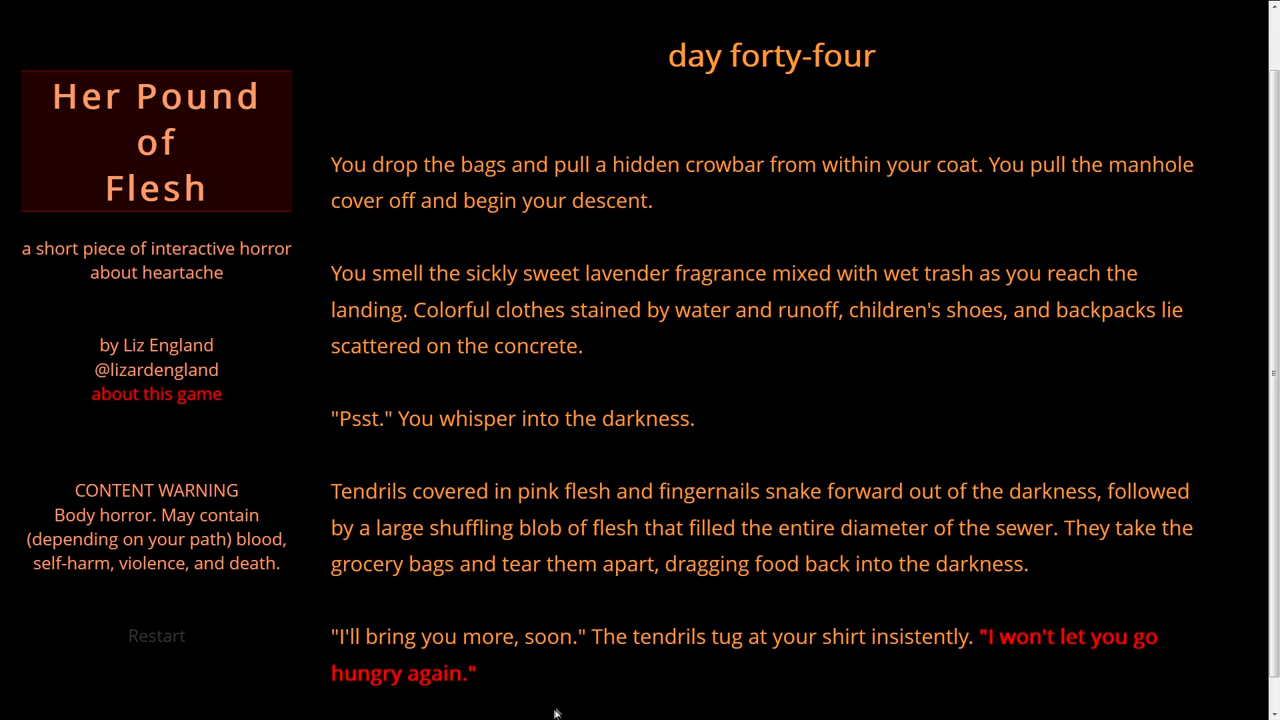 day forty-four
Her Pound
of
Flesh
a short piece of interactive horror
about heartache
by Liz England
@lizardengland
about this game
CONTENT WARNING
Body horror. May contain
(depending on your path) blood,
self-harm, violence, and death.
Restart
You drop the bags and pull a hidden crowbar from within your coat. You pull the manhole
cover off and begin your descent.
You smell the sickly sweet lavender fragrance mixed with wet trash as you reach the
landing. Colorful clothes stained by water and runoff, children's shoes, and backpacks lie
scattered on the concrete.
"Psst." You whisper into the darkness.
Tendrils covered in pink flesh and fingernails snake forward out of the darkness, followed
by a large shuffling blob of flesh that filled the entire diameter of the sewer. They take the
grocery bags and tear them apart, dragging food back into the darkness.
"I'll bring you more, soon." The tendrils tug at your shirt insistently. "I won't let you go
hungry again."